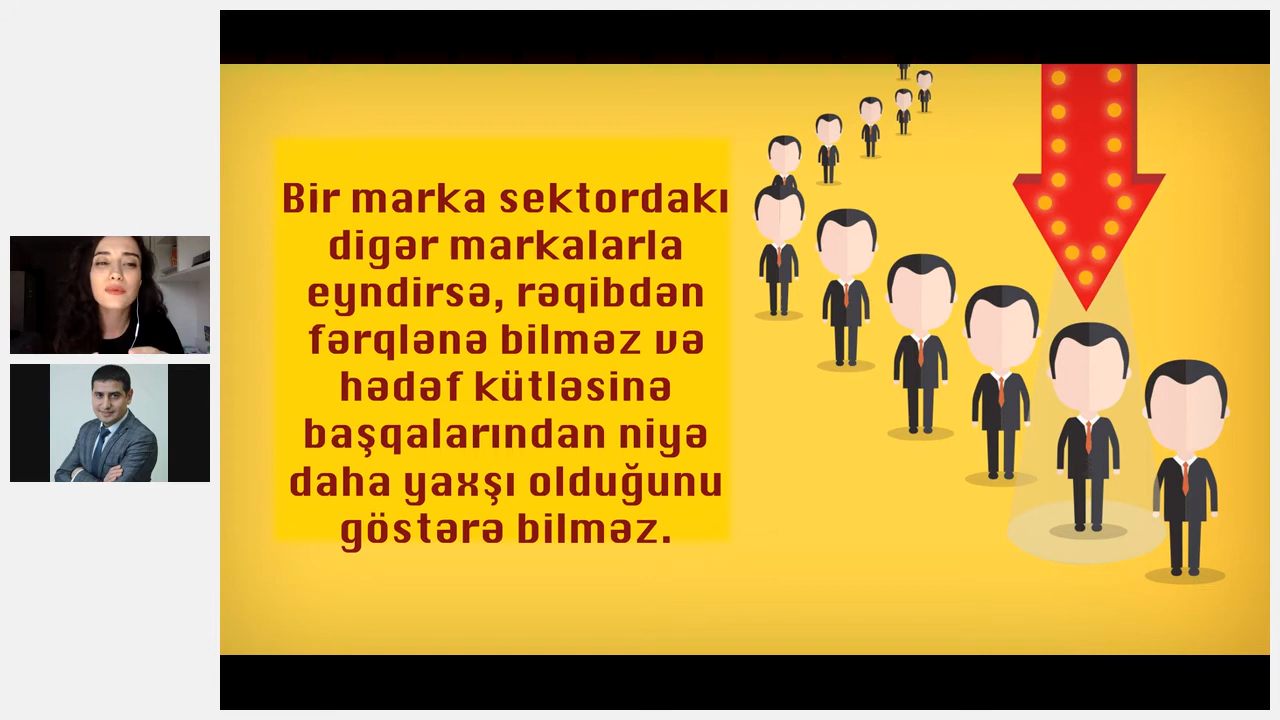 Bir marka sektordakı
digər markalarla
eyndirsə, rəqibdən
fərqlənə bilməz və
hədəf kütləsinə
başqalarından niyə
daha yaxşı olduğunu
göstərə bilməz.